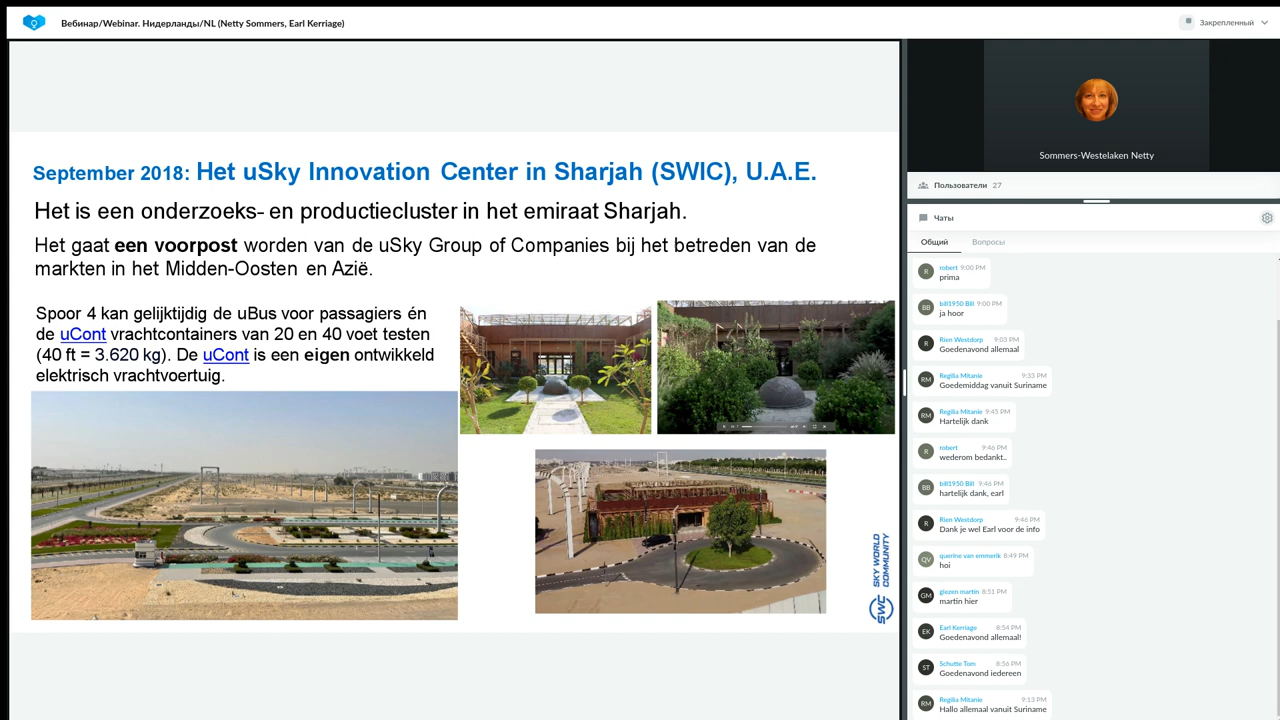 Вебинар/Webinar. Нидерланды/NL (Netty Sommers, Earl Kerriage)
Закрепленный
September 2018: Het uSky Innovation Center in Sharjah (SWIC), U.A.E.
Het is een onderzoeks- en productiecluster in het emiraat Sharjah.
Het gaat een voorpost worden van de uSky Group of Companies bij het betreden van de
markten in het Midden-Oosten en Azië.
Spoor 4 kan gelijktijdig de uBus voor passagiers én
de uCont vrachtcontainers van 20 en 40 voet testen
(40 ft = 3.620 kg). De uCont is een eigen ontwikkeld
elektrisch vrachtvoertuig.
SWC SKY WORLD
COMMUNITY
Sommers-Westelaken Netty
Пользователи 27
Чаты
Общий Вопросы
R robert 9:00 PM
prima
BB bill1950 Bill 9:00 PM
ja hoor
R Rien Westdorp 9:03 PM
Goedenavond allemaal
RM Regilia Mitanie 9:33 PM
Goedemiddag vanuit Suriname
RM Regilia Mitanie 9:45 PM
Hartelijk dank
R robert 9:46 PM
wederom bedankt..
BB bill1950 Bill 9:46 PM
hartelijk dank, earl
R Rien Westdorp 9:46 PM
Dank je wel Earl voor de info
QV querine van emmerik 8:49 PM
hoi
GM giezen martin 8:51 PM
martin hier
EK Earl Kerriage 8:54 PM
Goedenavond allemaal!
ST Schutte Tom 8:56 PM
Goedenavond iedereen
RM Regilia Mitanie 9:13 PM
Hallo allemaal vanuit Suriname